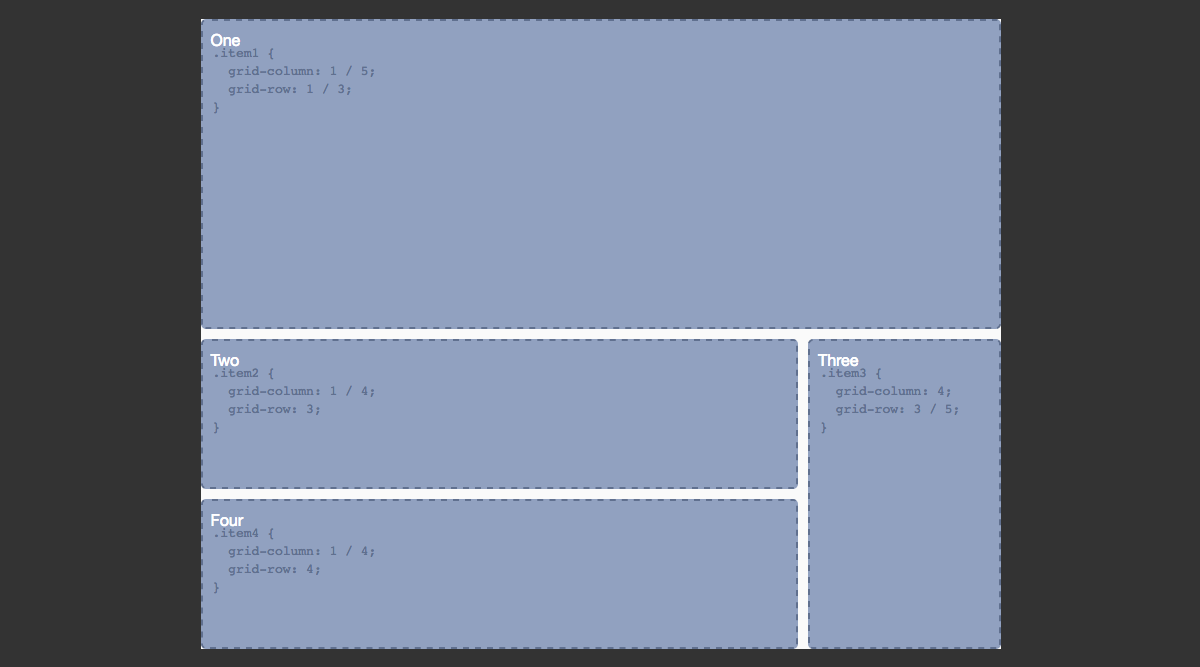 One
.item1 {
  grid-column: 1 / 5;
  grid-row: 1 / 3;
}
Two
.item2 {
  grid-column: 1 / 4;
  grid-row: 3;
}
Three
.item3 {
  grid-column: 4;
  grid-row: 3 / 5;
}
Four
.item4 {
  grid-column: 1 / 4;
  grid-row: 4;
}